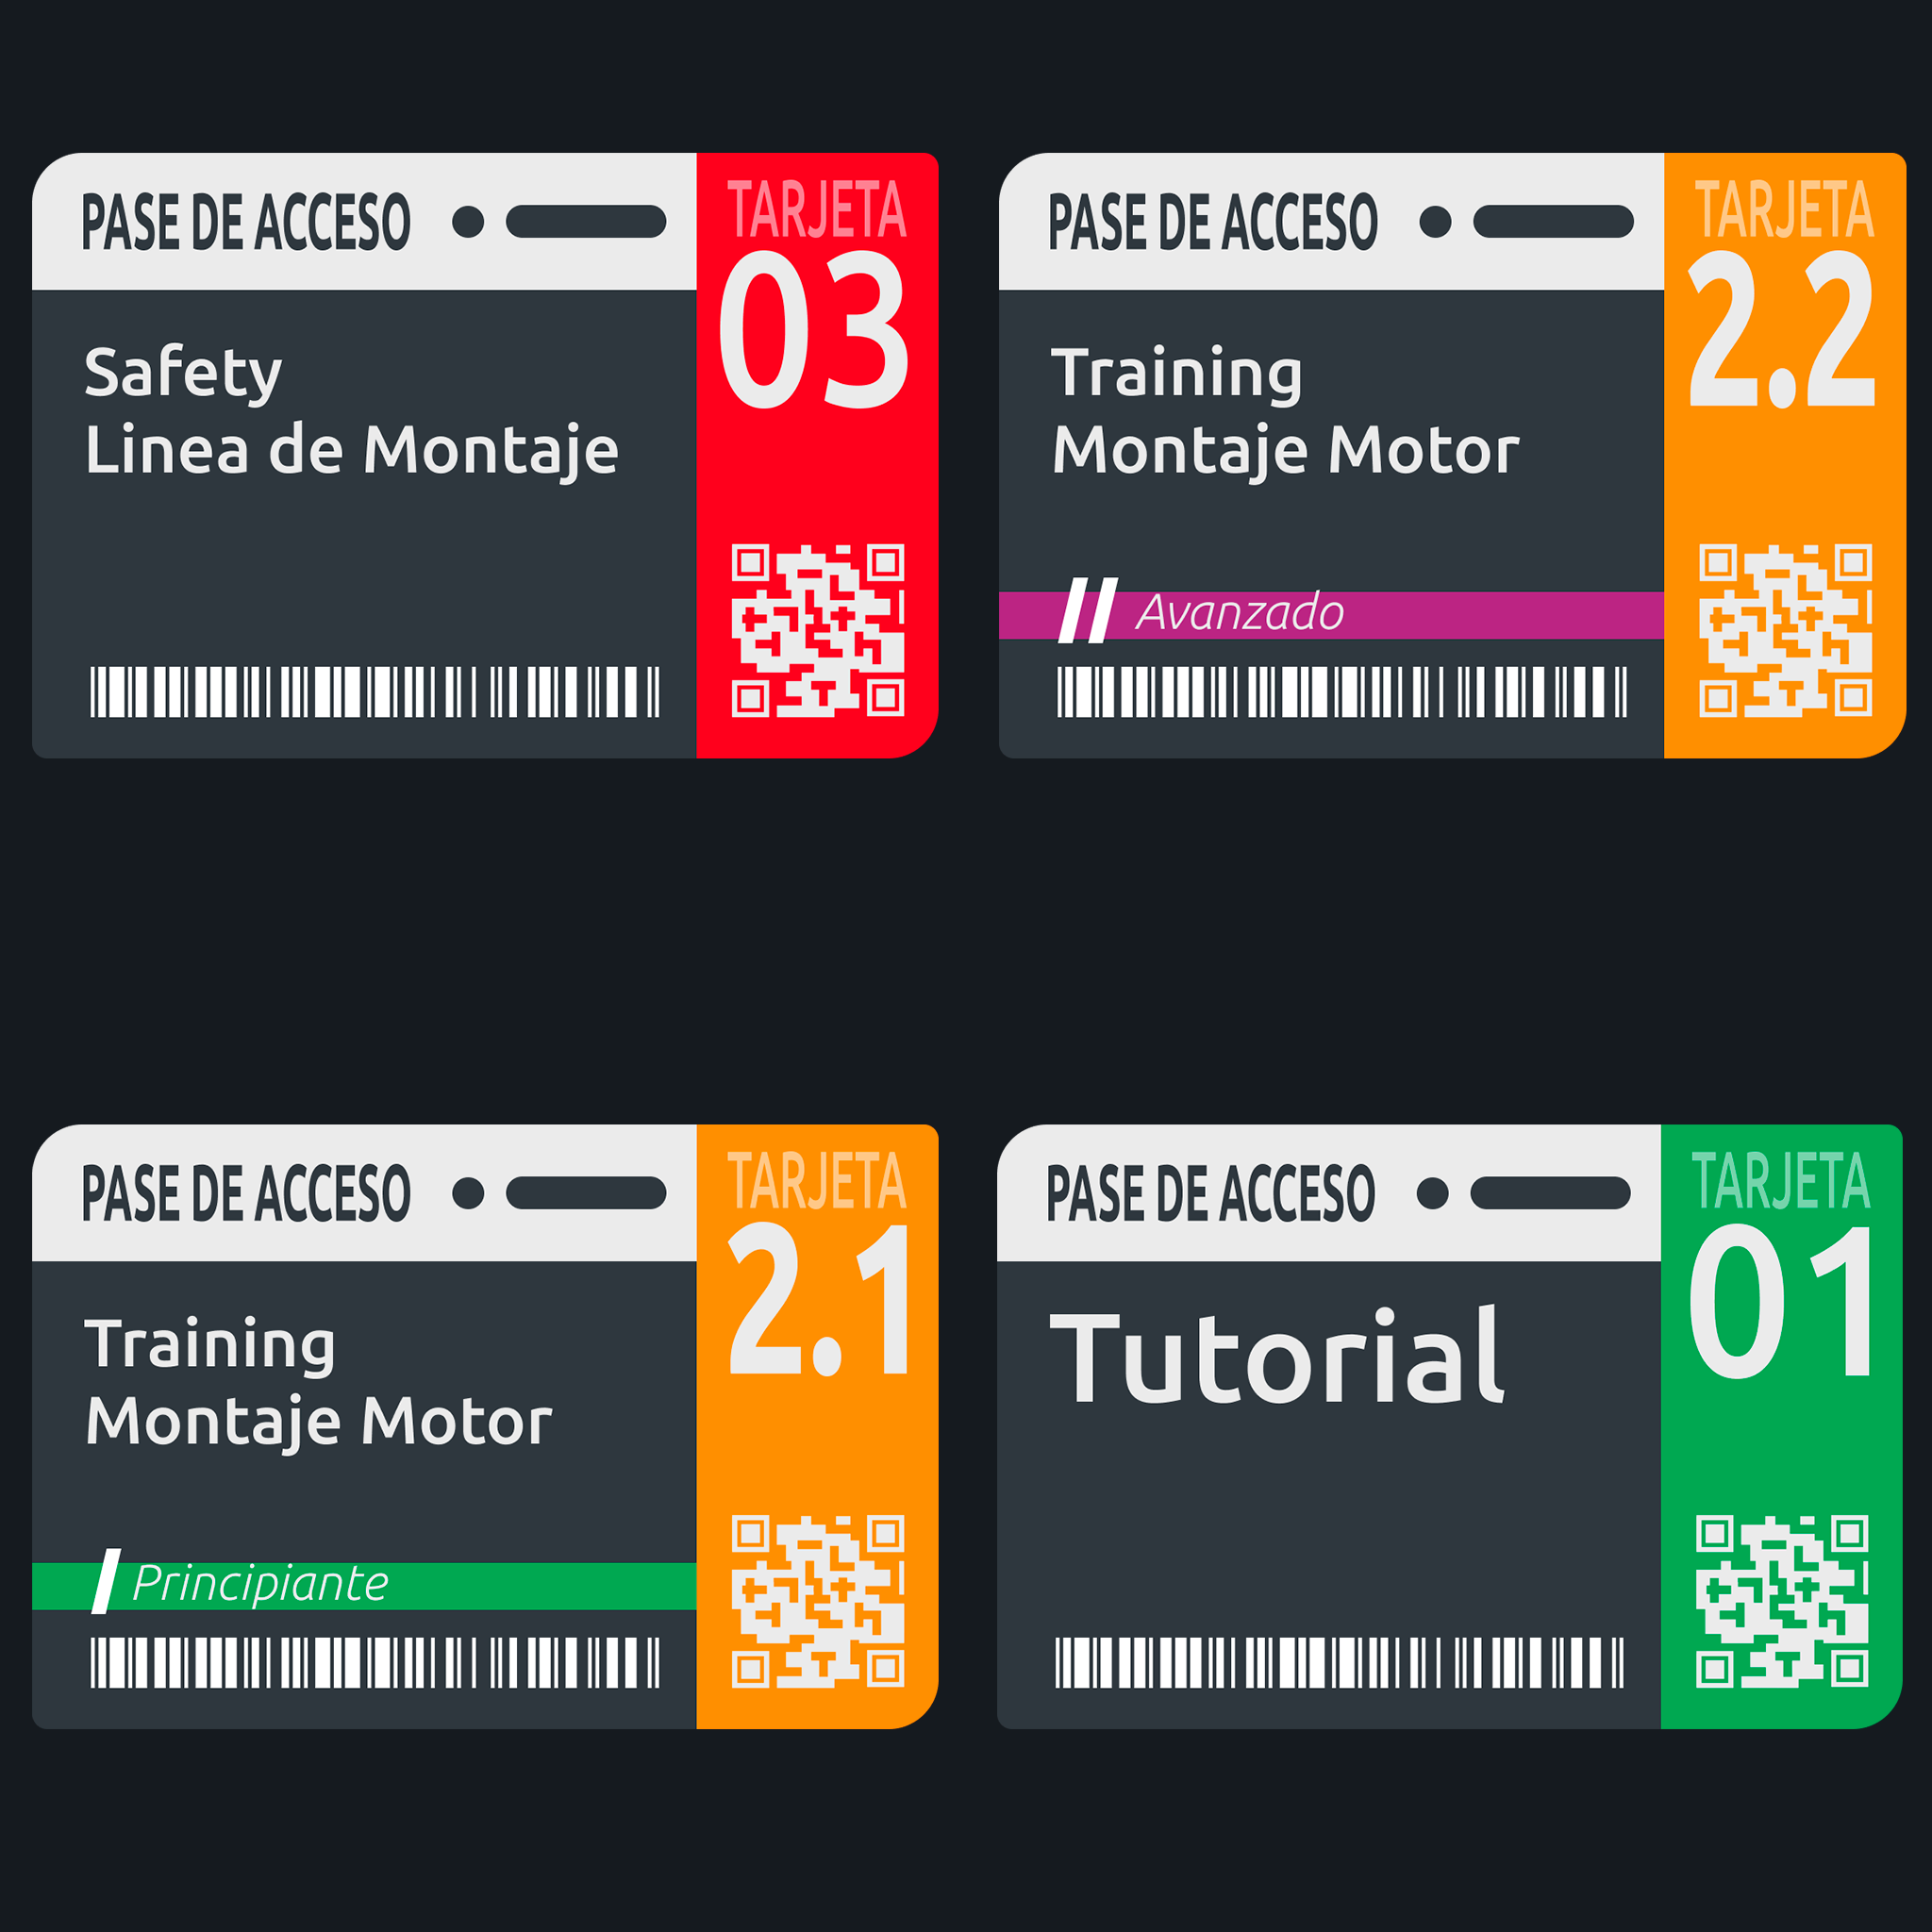 PASE DE ACCESO
TARJETA
03
Safety
Linea de Montaje
PASE DE ACCESO
TARJETA
2.2
Training
Montaje Motor
Avanzado
PASE DE ACCESO
TARJETA
2.1
Training
Montaje Motor
Principiante
PASE DE ACCESO
TARJETA
01
Tutorial